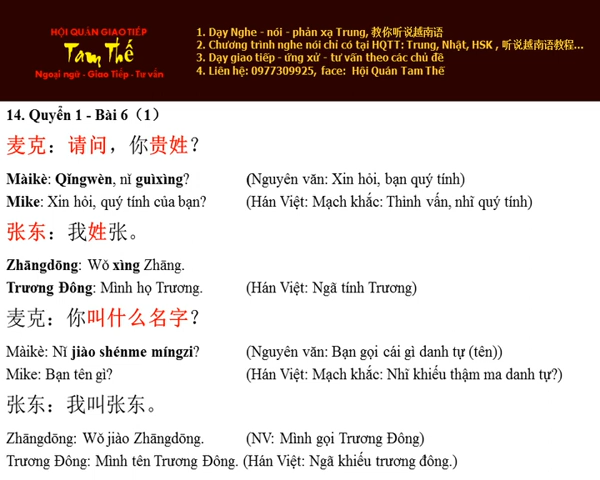 HỘI QUÁN GIAO TIẾP
Tam Thế
Ngoại ngữ - Giao Tiếp - Tư vấn
1. Dạy Nghe - nói - phản xạ Trung, 教你听说越南语
2. Chương trình nghe nói chỉ có tại HQTT: Trung, Nhật, HSK , 听说越南语教程...
3. Dạy giao tiếp - ứng xử - tư vấn theo các chủ đề
4. Liên hệ: 0977309925, face: Hội Quán Tam Thế
14. Quyển 1 - Bài 6（1）
麦克：请问，你贵姓？
Màikè: Qǐngwèn, nǐ guìxìng? (Nguyên văn: Xin hỏi, bạn quý tính)
Mike: Xin hỏi, quý tính của bạn? (Hán Việt: Mạch khắc: Thinh vấn, nhĩ quý tính)
张东：我姓张。
Zhāngdōng: Wǒ xìng Zhāng.
Trương Đông: Mình họ Trương. (Hán Việt: Ngã tính Trương)
麦克：你叫什么名字？
Màikè: Nǐ jiào shénme míngzi? (Nguyên văn: Bạn gọi cái gì danh tự (tên))
Mike: Bạn tên gì? (Hán Việt: Mạch khắc: Nhĩ khiếu thậm ma danh tự?)
张东：我叫张东。
Zhāngdōng: Wǒ jiào Zhāngdōng. (NV: Mình gọi Trương Đông)
Trương Đông: Mình tên Trương Đông. (Hán Việt: Ngã khiếu trương đông.)